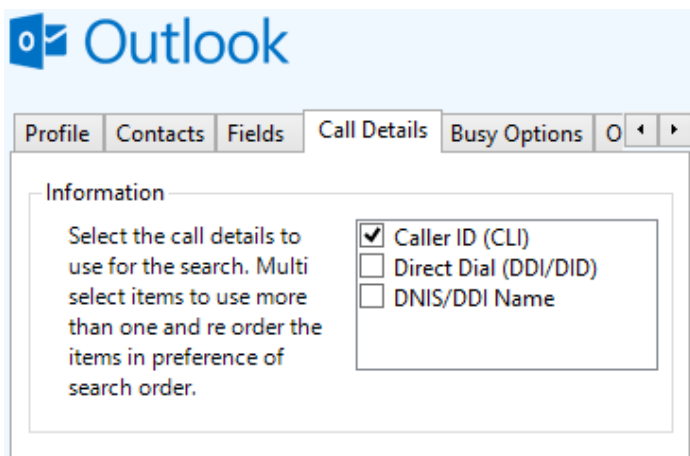 Outlook
Profile Contacts Fields Call Details Busy Options O
Information
Select the call details to
use for the search. Multi
select items to use more
than one and re order the
items in preference of
search order.
Caller ID (CLI)
Direct Dial (DDI/DID)
DNIS/DDI Name